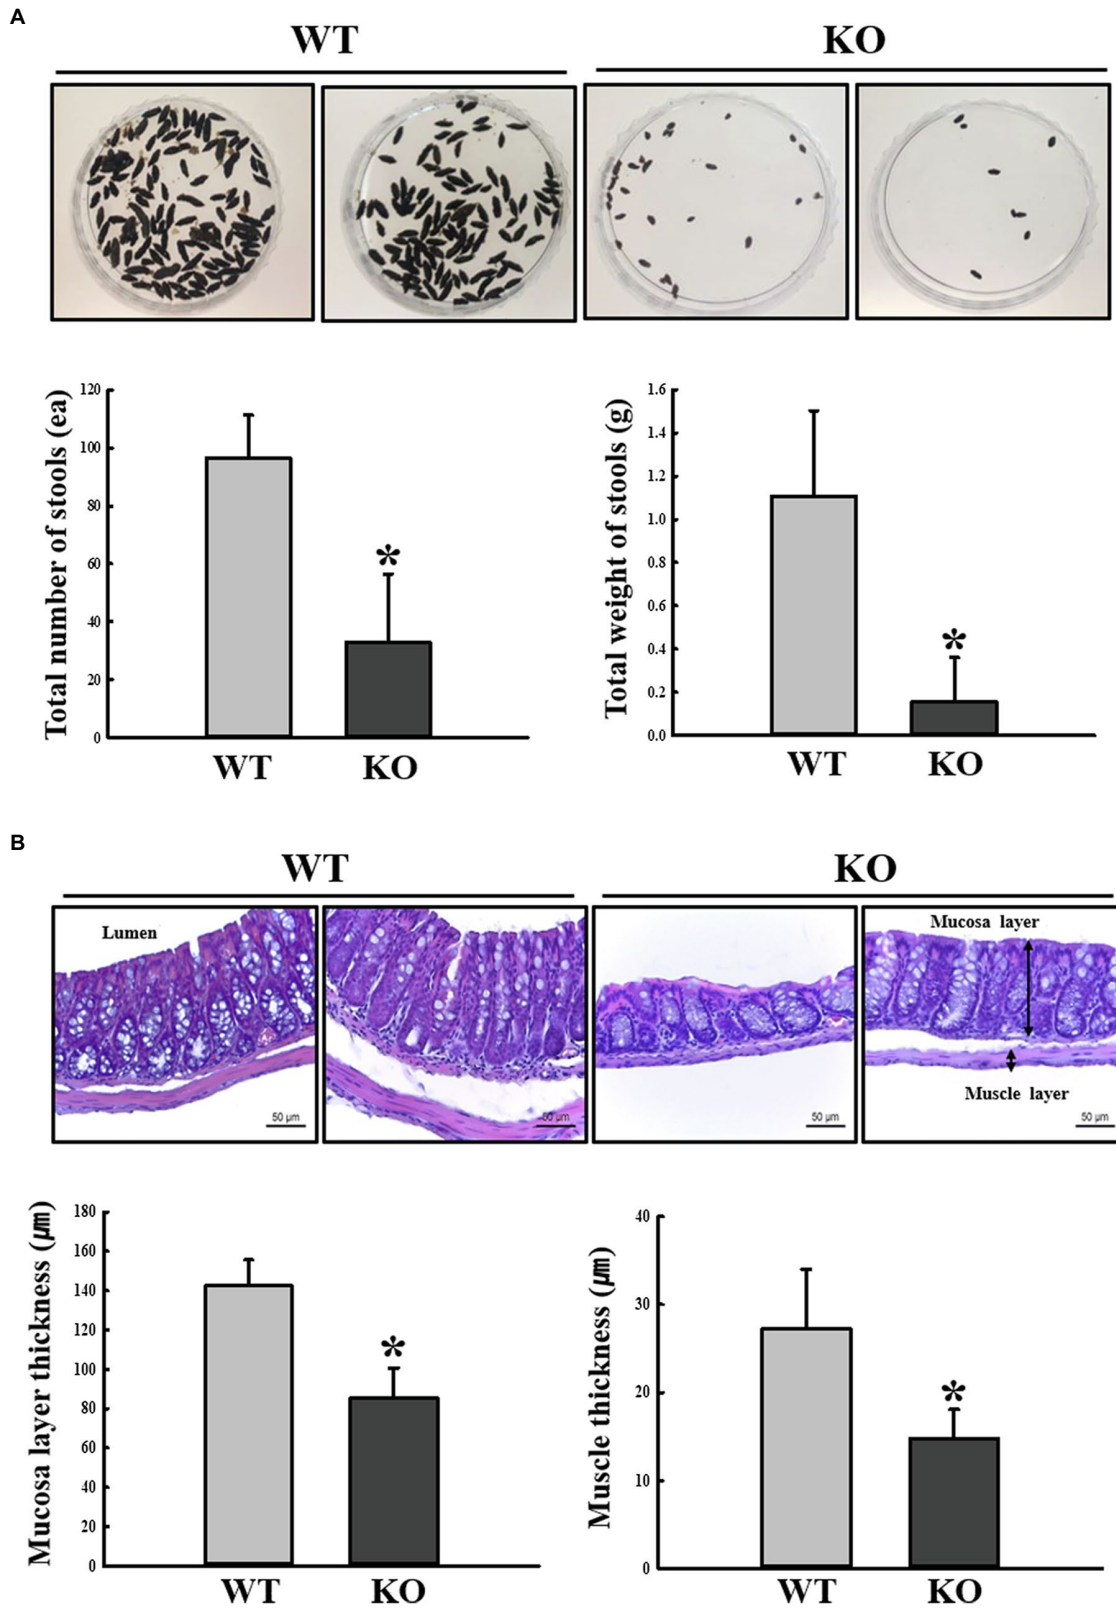 A
WT KO
Total number of stools (ea)
120
100
80
60
40
20
0
WT KO
Total weight of stools (g)
1.6
1.4
1.2
1.0
0.8
0.6
0.4
0.2
0.0
WT KO
B
WT KO
Lumen
50 µm
50 µm
50 µm
Mucosa layer
Muscle layer
50 µm
Mucosa layer thickness (㎛)
180
160
140
120
100
80
60
40
20
0
WT KO
Muscle thickness (㎛)
40
30
20
10
0
WT KO